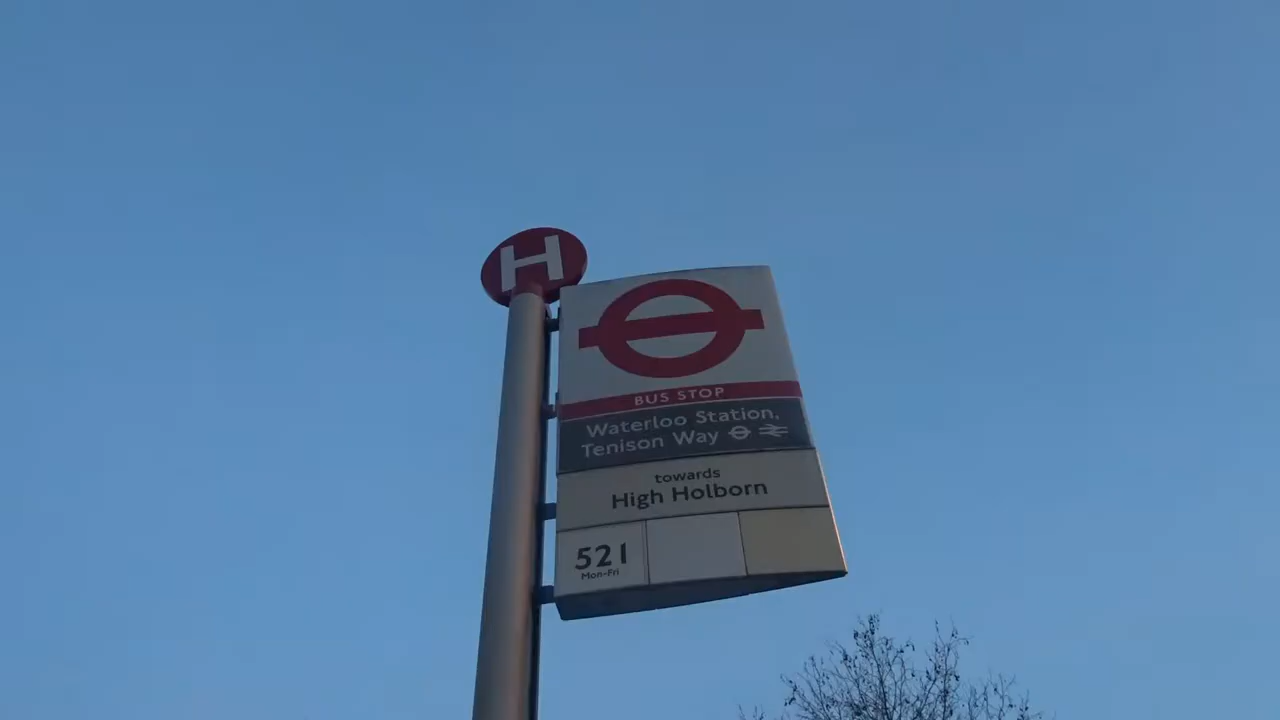 H
BUS STOP
Waterloo Station,
Tenison Way
towards
High Holborn
521
Mon-Fri